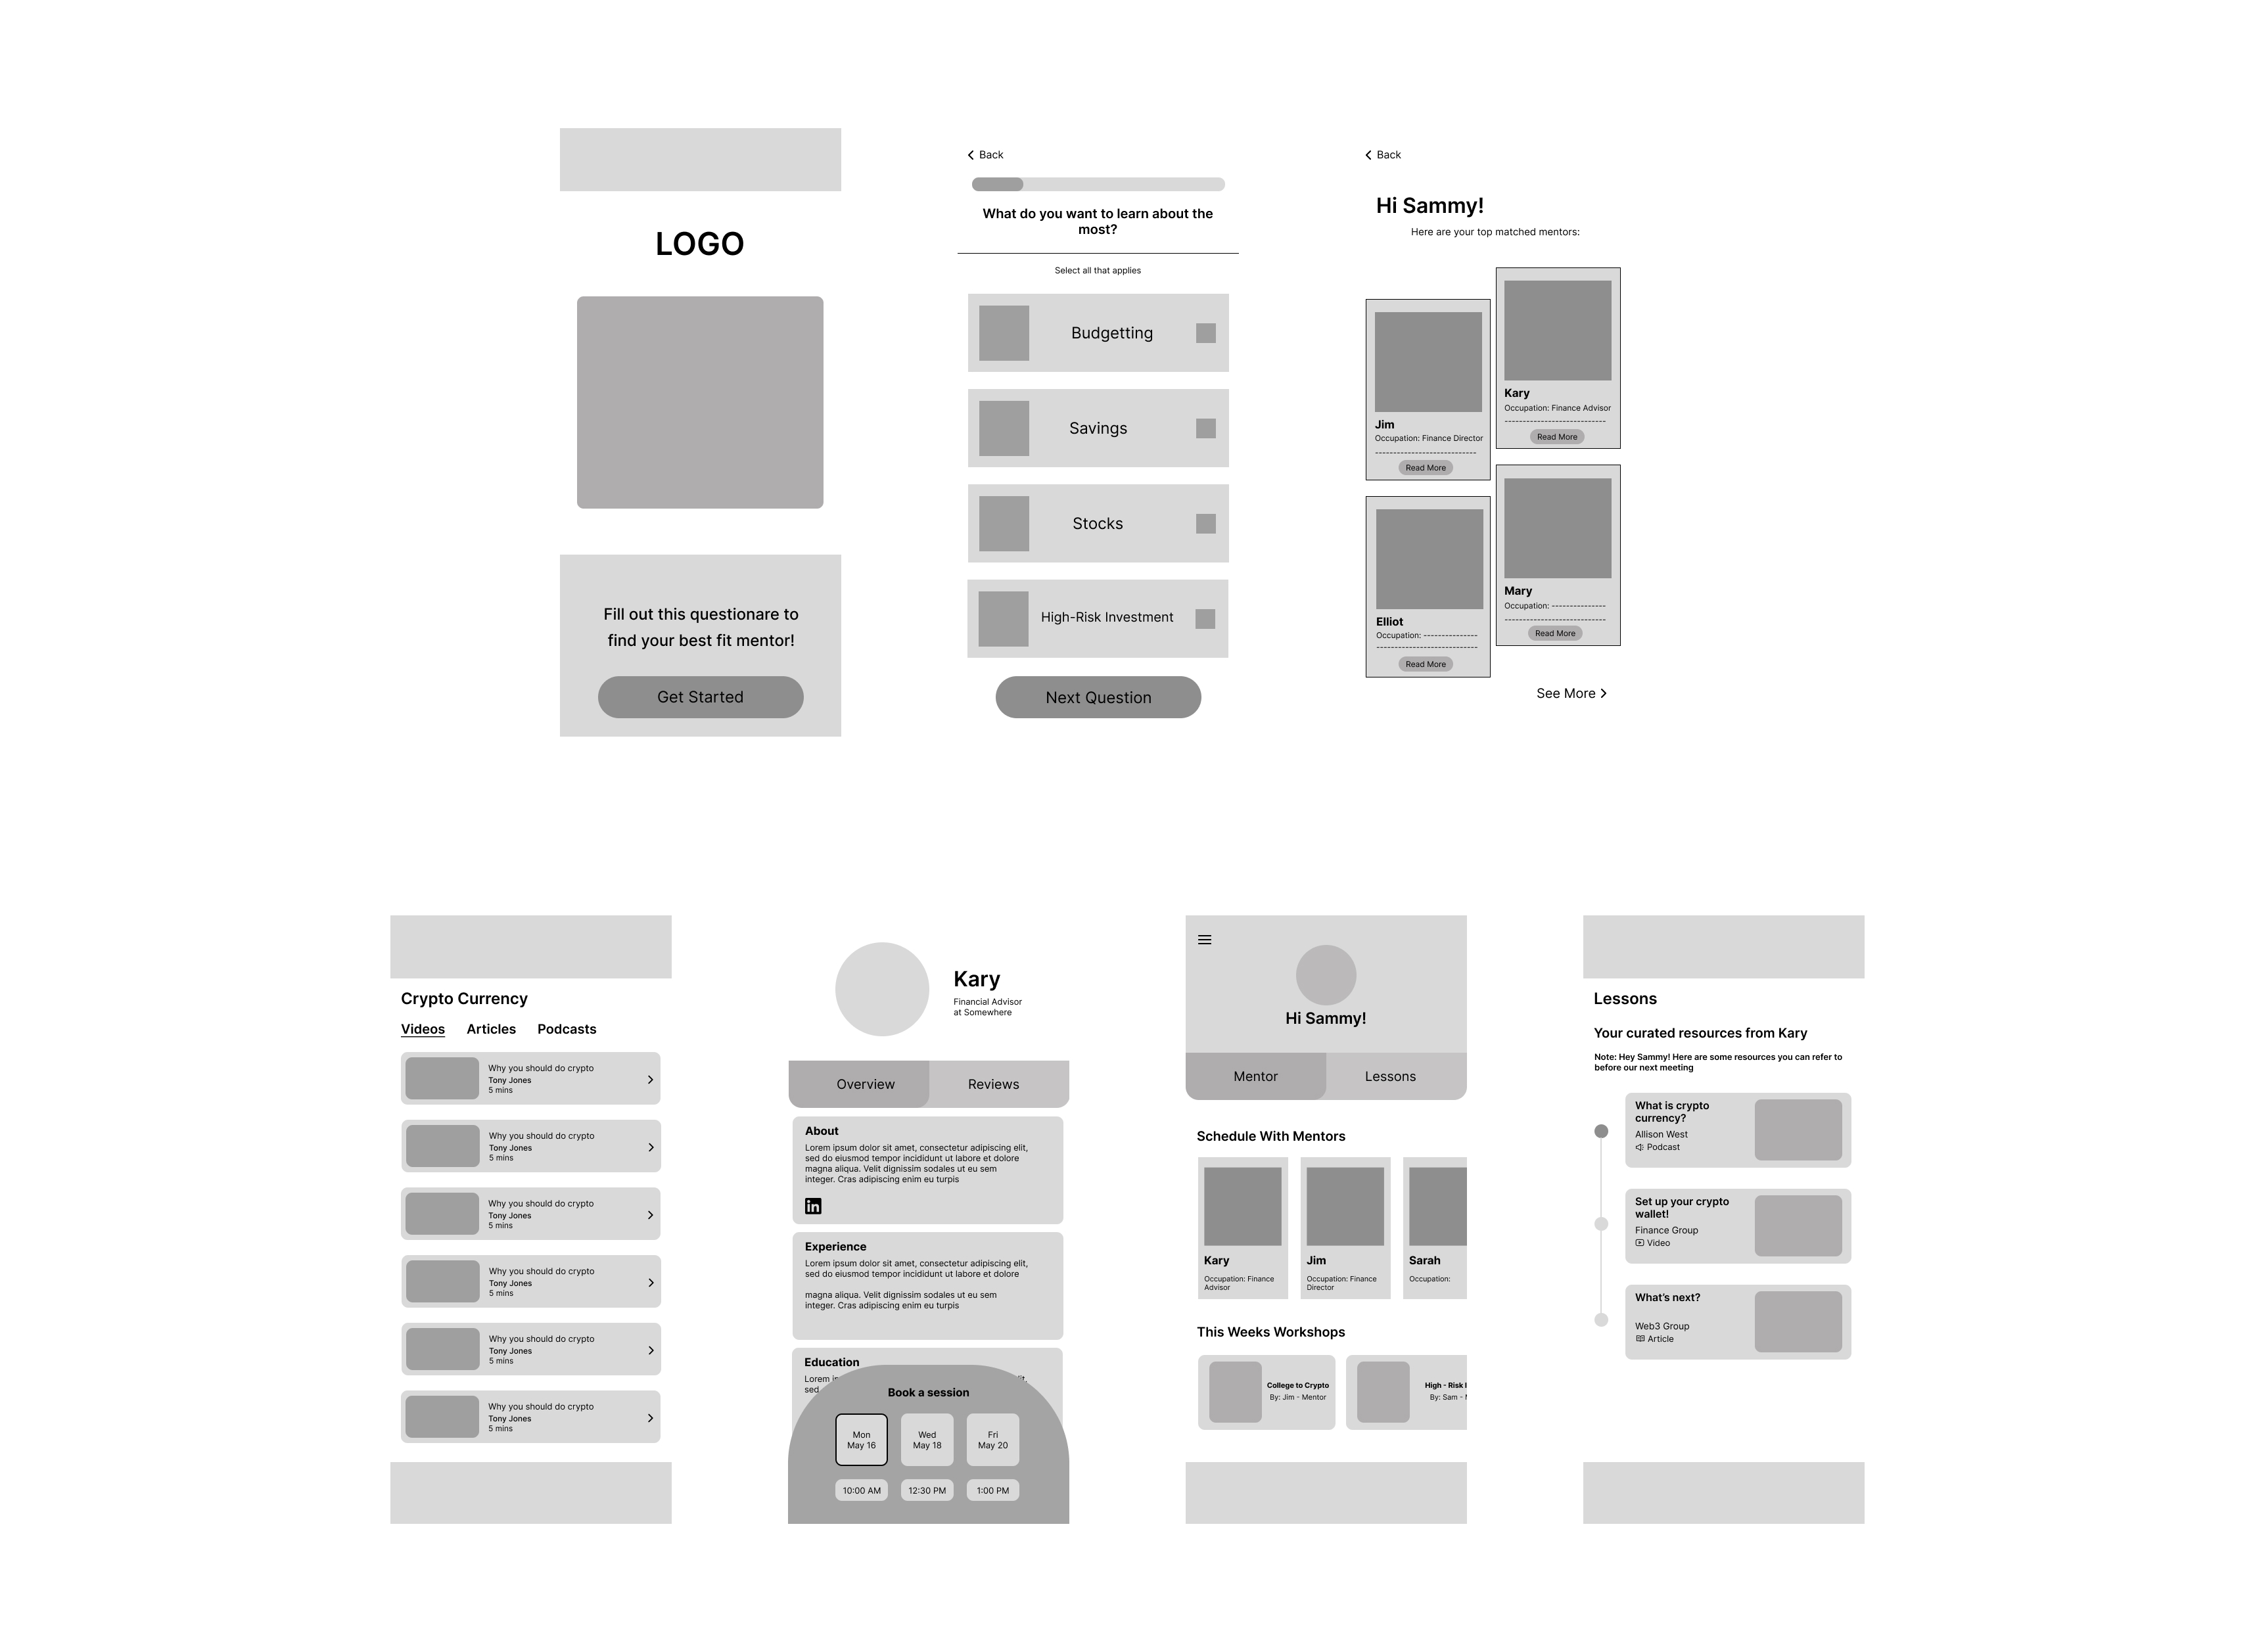 LOGO
Fill out this questionare to
find your best fit mentor!
Get Started
Back
What do you want to learn about the
most?
Select all that applies
Budgetting
Savings
Stocks
High-Risk Investment
Next Question
Back
Hi Sammy!
Here are your top matched mentors:
Jim
Occupation: Finance Director
----------------------------
Read More
Kary
Occupation: Finance Advisor
----------------------------
Read More
Elliot
Occupation: ---------------
----------------------------
Read More
Mary
Occupation: ---------------
----------------------------
Read More
See More
Crypto Currency
Videos Articles Podcasts
Why you should do crypto
Tony Jones
5 mins
Why you should do crypto
Tony Jones
5 mins
Why you should do crypto
Tony Jones
5 mins
Why you should do crypto
Tony Jones
5 mins
Why you should do crypto
Tony Jones
5 mins
Why you should do crypto
Tony Jones
5 mins
Kary
Financial Advisor
at Somewhere
Overview Reviews
About
Lorem ipsum dolor sit amet, consectetur adipiscing elit,
sed do eiusmod tempor incididunt ut labore et dolore
magna aliqua. Velit dignissim sodales ut eu sem
integer. Cras adipiscing enim eu turpis
in
Experience
Lorem ipsum dolor sit amet, consectetur adipiscing elit,
sed do eiusmod tempor incididunt ut labore et dolore
magna aliqua. Velit dignissim sodales ut eu sem
integer. Cras adipiscing enim eu turpis
Education
Lorem
sed
Book a session
Mon
May 16
Wed
May 18
Fri
May 20
10:00 AM 12:30 PM 1:00 PM
Hi Sammy!
Mentor Lessons
Schedule With Mentors
Kary
Occupation: Finance
Advisor
Jim
Occupation: Finance
Director
Sarah
Occupation:
This Weeks Workshops
College to Crypto
By: Jim - Mentor
High - Risk
By: Sam -
Lessons
Your curated resources from Kary
Note: Hey Sammy! Here are some resources you can refer to
before our next meeting
What is crypto
currency?
Allison West
Podcast
Set up your crypto
wallet!
Finance Group
Video
What's next?
Web3 Group
Article